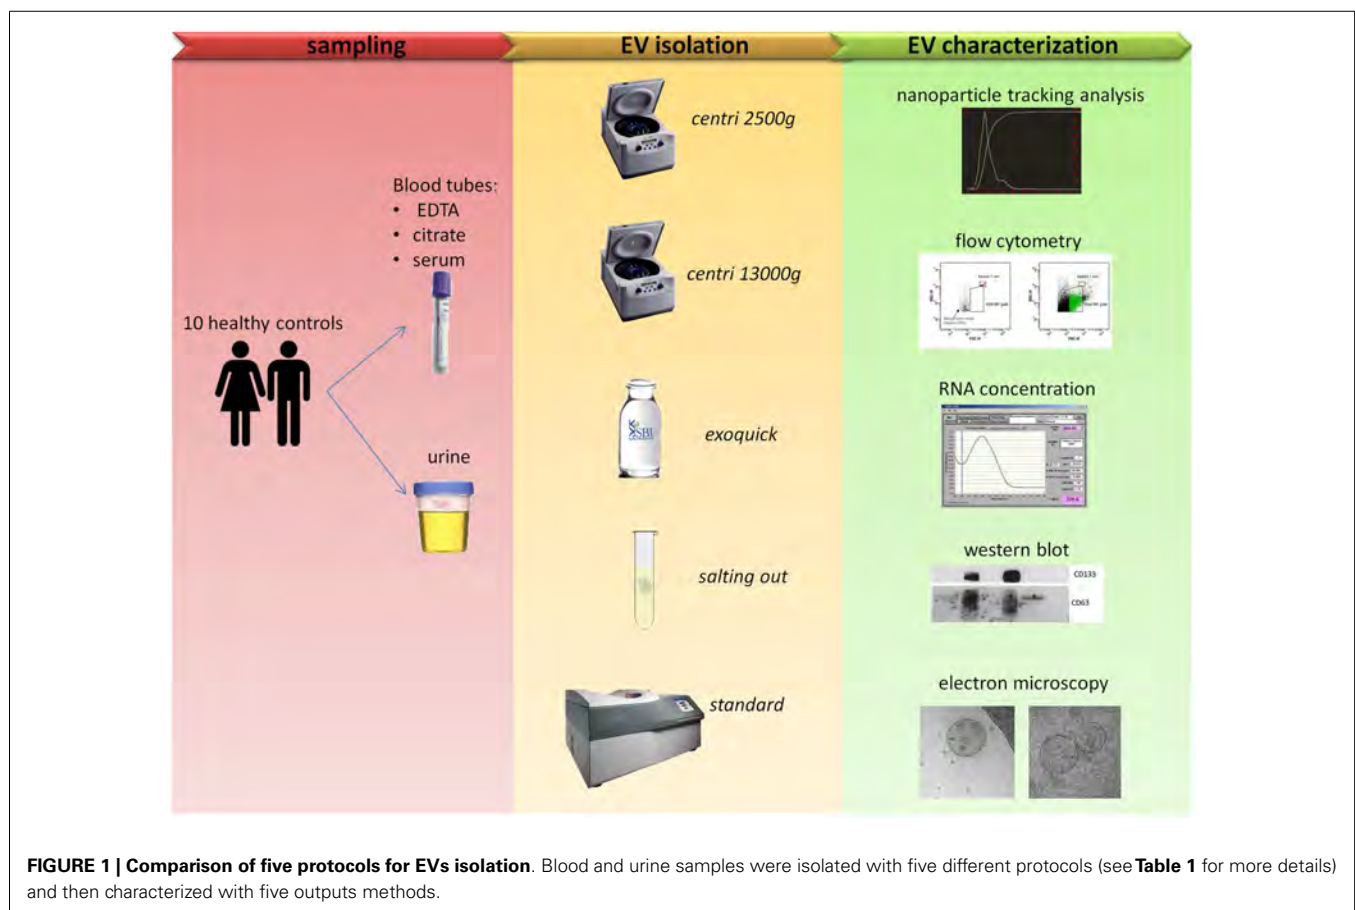 sampling
EV isolation
EV characterization
10 healthy controls
Blood tubes:
• EDTA
• citrate
• serum
urine
centri 2500g
centri 13000g
exoquick
SBI
salting out
standard
nanoparticle tracking analysis
flow cytometry
RNA concentration
western blot
CD133
CD63
electron microscopy
FIGURE 1 | Comparison of five protocols for EVs isolation. Blood and urine samples were isolated with five different protocols (see Table 1 for more details)
and then characterized with five outputs methods.